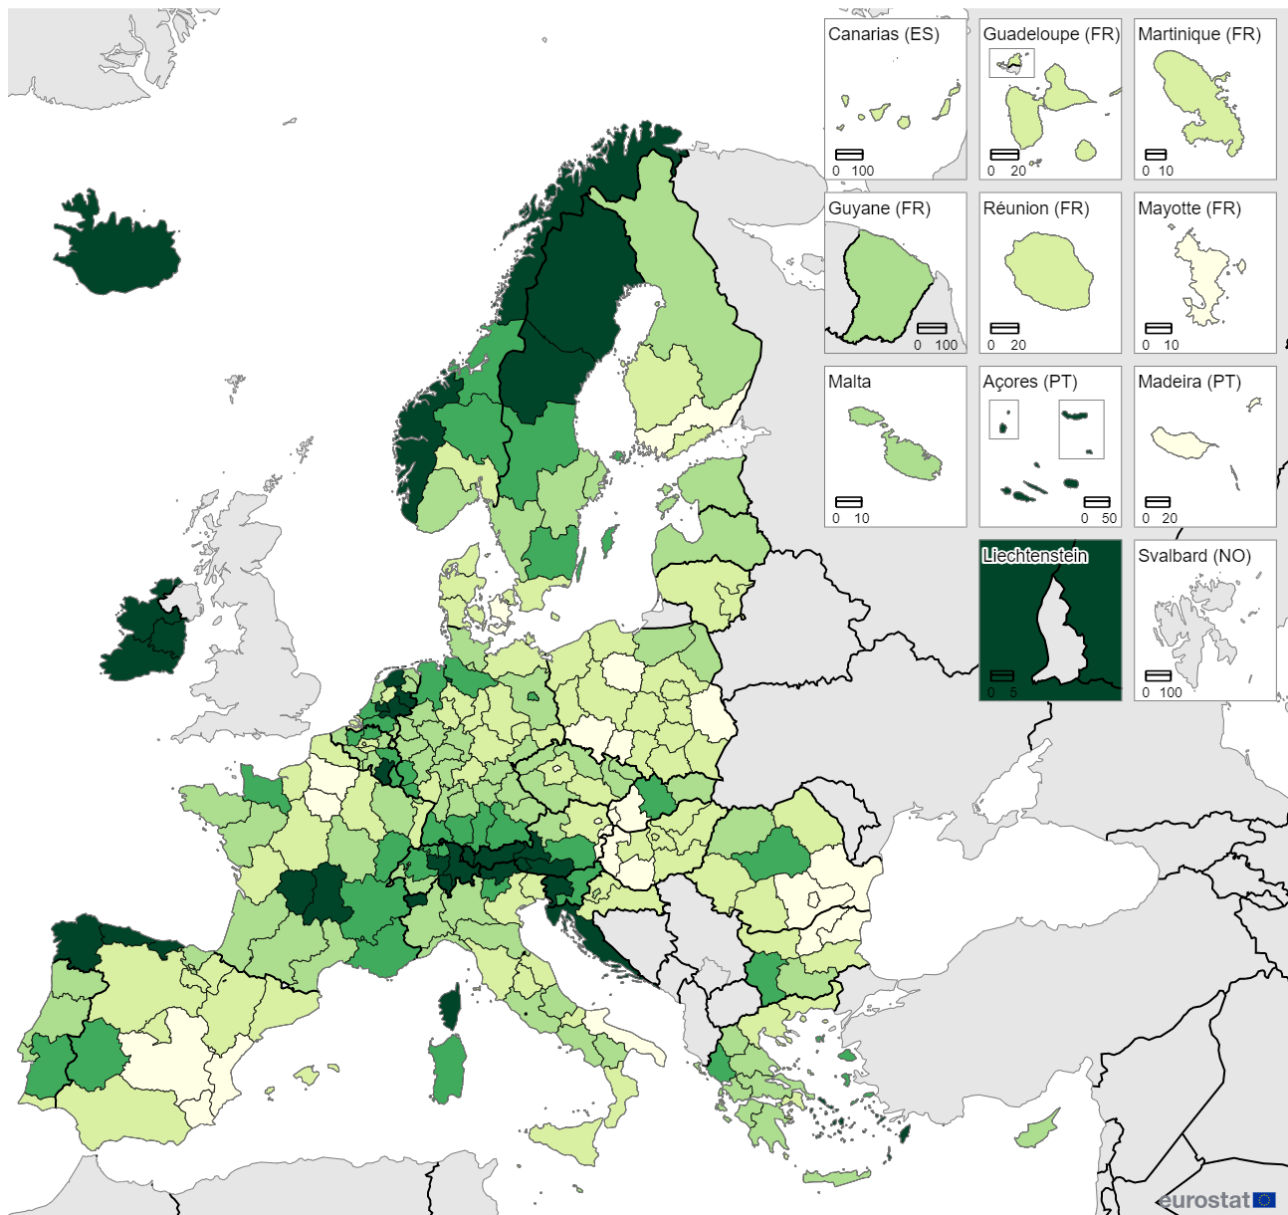 Canarias (ES)
0 100
Guadeloupe (FR)
0 20
Martinique (FR)
0 10
Guyane (FR)
0 100
Réunion (FR)
0 20
Mayotte (FR)
0 10
Malta
0 10
Açores (PT)
0 50
Madeira (PT)
0 20
Liechtenstein
0 5
Svalbard (NO)
0 100
eurostat